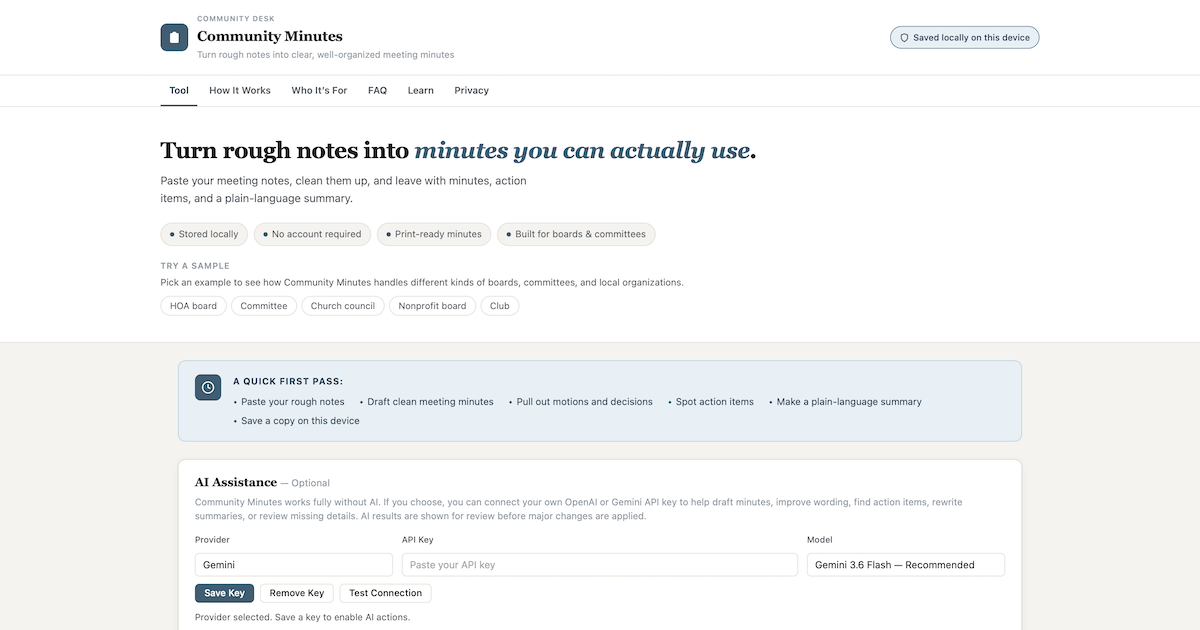 COMMUNITY DESK
Community Minutes
Turn rough notes into clear, well-organized meeting minutes
Saved locally on this device
Tool How It Works Who It's For FAQ Learn Privacy
Turn rough notes into minutes you can actually use.
Paste your meeting notes, clean them up, and leave with minutes, action
items, and a plain-language summary.
• Stored locally • No account required • Print-ready minutes • Built for boards & committees
TRY A SAMPLE
Pick an example to see how Community Minutes handles different kinds of boards, committees, and local organizations.
HOA board Committee Church council Nonprofit board Club
A QUICK FIRST PASS:
• Paste your rough notes • Draft clean meeting minutes • Pull out motions and decisions • Spot action items • Make a plain-language summary
• Save a copy on this device
AI Assistance — Optional
Community Minutes works fully without AI. If you choose, you can connect your own OpenAI or Gemini API key to help draft minutes, improve wording, find action items, rewrite
summaries, or review missing details. AI results are shown for review before major changes are applied.
Provider API Key Model
Gemini Paste your API key Gemini 3.6 Flash — Recommended
Save Key Remove Key Test Connection
Provider selected. Save a key to enable AI actions.